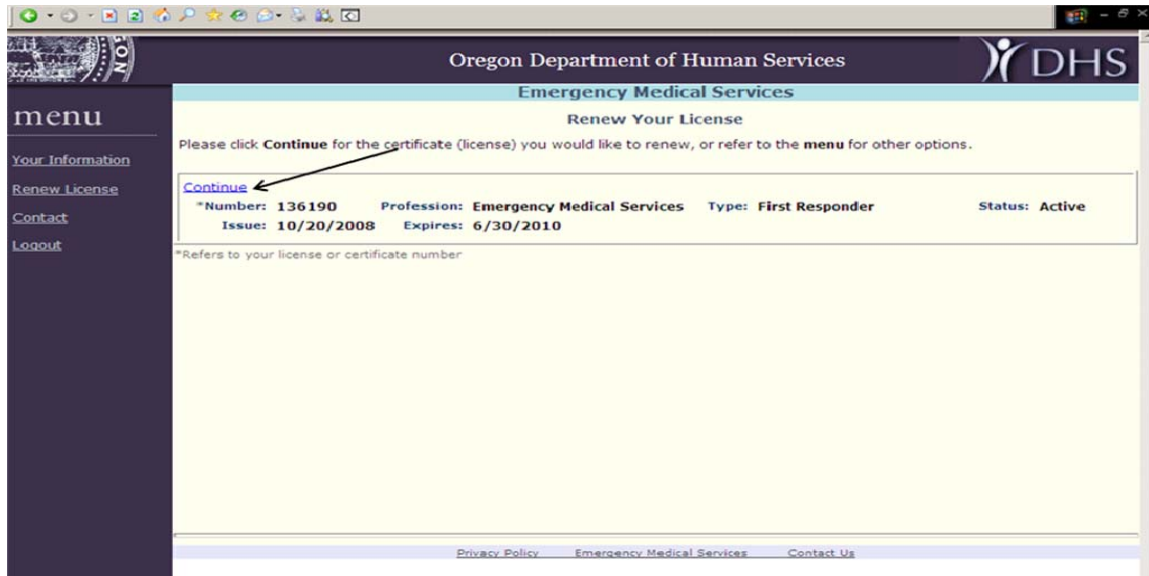 OREGON
Oregon Department of Human Services
DHS
Emergency Medical Services
menu
Your Information
Renew License
Contact
Logout
Renew Your License
Please click Continue for the certificate (license) you would like to renew, or refer to the menu for other options.
Continue
*Number: 136190 Profession: Emergency Medical Services Type: First Responder Status: Active
Issue: 10/20/2008 Expires: 6/30/2010
*Refers to your license or certificate number
Privacy Policy Emergency Medical Services Contact Us